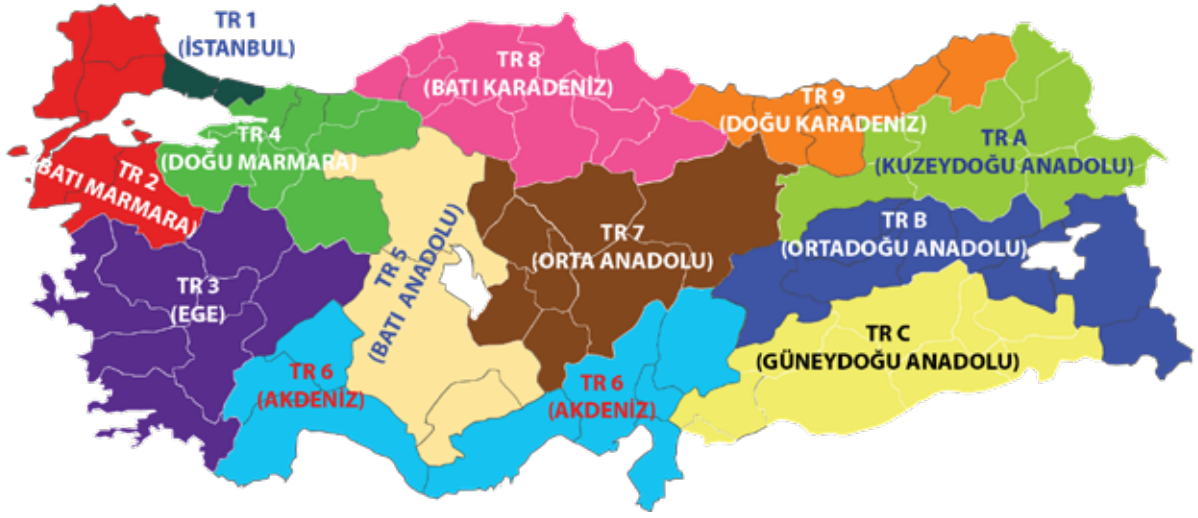 TR 1
(İSTANBUL)
TR 8
(BATI KARADENİZ)
TR 9
(DOĞU KARADENİZ)
TR 4
(DOĞU MARMARA)
TR A
(KUZEYDOĞU ANADOLU)
TR 2
(BATI MARMARA)
TR B
(ORTADOĞU ANADOLU)
TR 7
(ORTA ANADOLU)
TR 5
(BATI ANADOLU)
TR 3
(EGE)
TR C
(GÜNEYDOĞU ANADOLU)
TR 6
(AKDENİZ)
TR 6
(AKDENİZ)